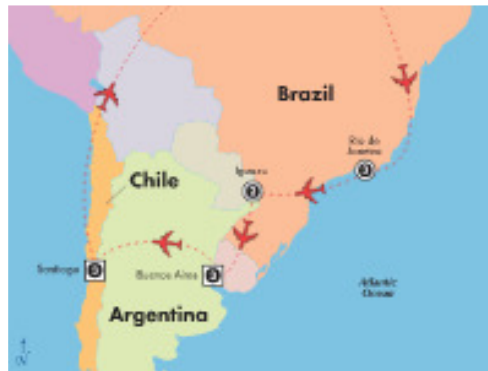 Brazil
Rio de
Janeiro
Iguazu
Chile
Santiago
Buenos Aires
Atlantic
Ocean
Argentina
N